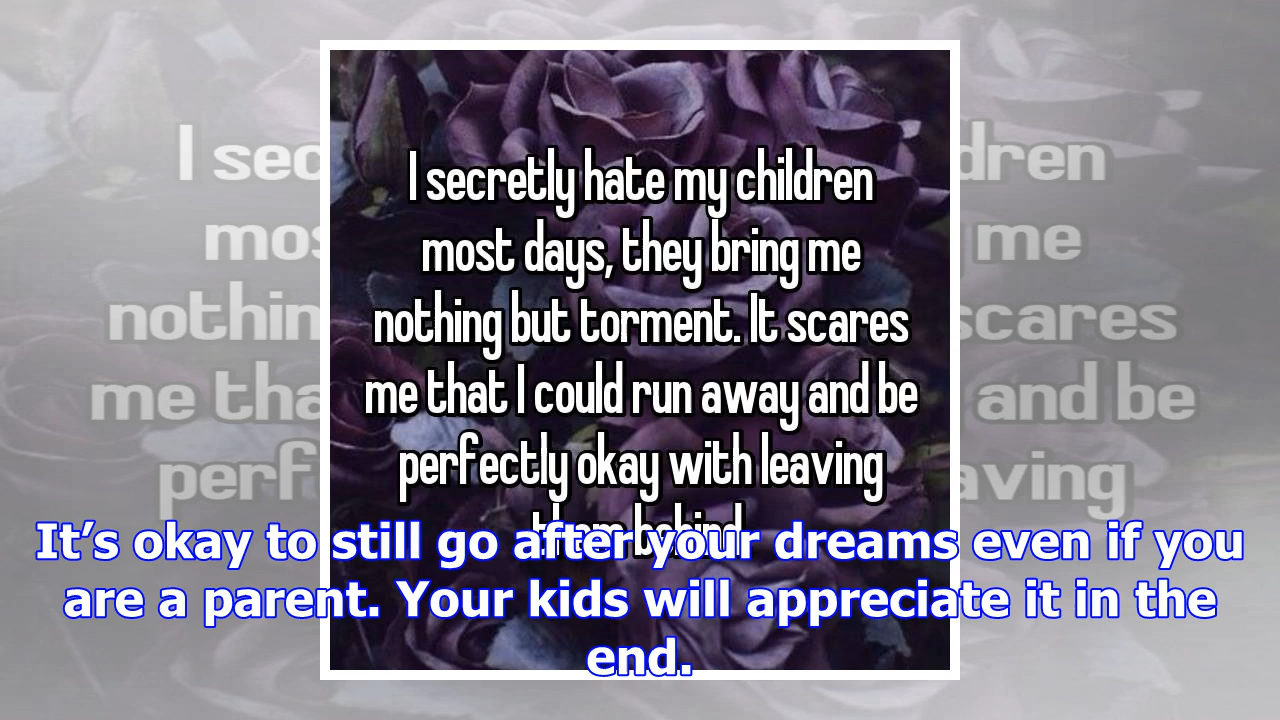 I secretly hate my children
most days, they bring me
nothing but torment. It scares
me that I could run away and be
perfectly okay with leaving
them behind.
It’s okay to still go after your dreams even if you
are a parent. Your kids will appreciate it in the
end.